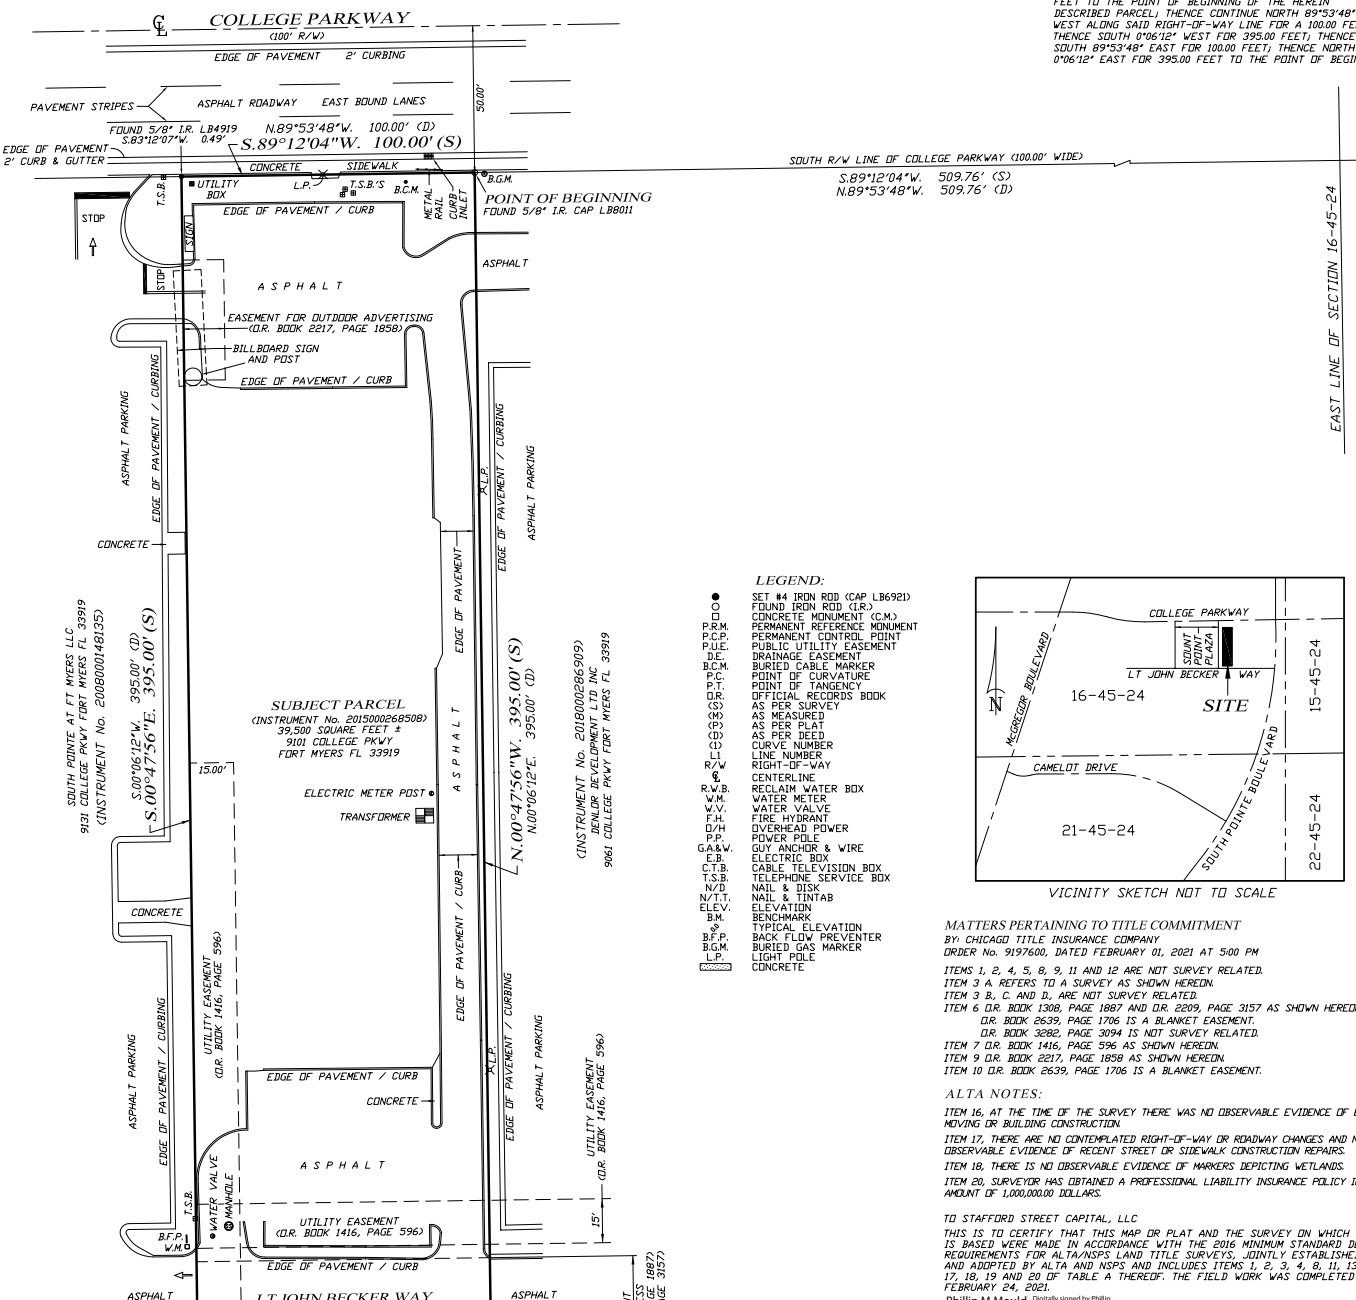 COLLEGE PARKWAY
(100' R/W)
EDGE OF PAVEMENT 2' CURBING
50.00'
PAVEMENT STRIPES
ASPHALT ROADWAY EAST BOUND LANES
FOUND 5/8" I.R. LB4919
S.83°12'07"W. 0.49'
N.89°53'48"W. 100.00' (D)
S.89°12'04"W. 100.00' (S)
EDGE OF PAVEMENT
2' CURB & GUTTER
CONCRETE SIDEWALK
T.S.B.
UTILITY
BOX
L.P.
T.S.B.'S
B.C.M.
METAL
RAIL
CURB
INLET
B.G.M.
POINT OF BEGINNING
FOUND 5/8" I.R. CAP LB8011
SOUTH R/W LINE OF COLLEGE PARKWAY (100.00' WIDE)
S.89°12'04"W. 509.76' (S)
N.89°53'48"W. 509.76' (D)
FEET TO THE POINT OF BEGINNING OF THE HEREIN
DESCRIBED PARCEL; THENCE CONTINUE NORTH 89°53'48"
WEST ALONG SAID RIGHT-OF-WAY LINE FOR A 100.00 FE
THENCE SOUTH 0°06'12" WEST FOR 395.00 FEET; THENCE
SOUTH 89°53'48" EAST FOR 100.00 FEET; THENCE NORTH
0°06'12" EAST FOR 395.00 FEET TO THE POINT OF BEGI
EAST LINE OF SECTION 16-45-24
STOP
SIGN
EDGE OF PAVEMENT / CURB
STOP
ASPHALT
ASPHALT
EASEMENT FOR OUTDOOR ADVERTISING
(O.R. BOOK 2217, PAGE 1858)
BILLBOARD SIGN
AND POST
EDGE OF PAVEMENT / CURB
ASPHALT PARKING
EDGE OF PAVEMENT / CURBING
L.P.
EDGE OF PAVEMENT / CURBING
ASPHALT PARKING
CONCRETE
EDGE OF PAVEMENT
SOUTH POINTE AT FT MYERS LLC
9131 COLLEGE PKWY FORT MYERS FL 33919
(INSTRUMENT No. 2008000148135)
S.00°06'12"W. 395.00' (D)
S.00°47'56"E. 395.00' (S)
SUBJECT PARCEL
(INSTRUMENT No. 2015000268508)
39,500 SQUARE FEET ±
9101 COLLEGE PKWY
FORT MYERS FL 33919
ASPHALT
N.00°47'56"W. 395.00' (S)
N.00°06'12"E. 395.00' (D)
(INSTRUMENT No. 2018000286909)
DENLOR DEVELOPMENT LTD INC
9061 COLLEGE PKWY FORT MYERS FL 33919
15.00'
ELECTRIC METER POST
TRANSFORMER
CONCRETE
UTILITY EASEMENT
(O.R. BOOK 1416, PAGE 596)
EDGE OF PAVEMENT / CURB
EDGE OF PAVEMENT / CURBING
ASPHALT PARKING
EDGE OF PAVEMENT / CURBING
ASPHALT PARKING
L.P.
EDGE OF PAVEMENT / CURB
CONCRETE
UTILITY EASEMENT
(O.R. BOOK 1416, PAGE 596)
ASPHALT
T.S.B.
WATER VALVE
MANHOLE
UTILITY EASEMENT
(O.R. BOOK 1416, PAGE 596)
15'
B.F.P.
W.M.
EDGE OF PAVEMENT / CURB
1887)
GE 3157)
ASPHALT
LT JOHN BECKER WAY
ASPHALT
LEGEND:
SET #4 IRON ROD (CAP LB6921)
FOUND IRON ROD (I.R.)
CONCRETE MONUMENT (C.M.)
P.R.M. PERMANENT REFERENCE MONUMENT
P.C.P. PERMANENT CONTROL POINT
P.U.E. PUBLIC UTILITY EASEMENT
D.E. DRAINAGE EASEMENT
B.C.M. BURIED CABLE MARKER
P.C. POINT OF CURVATURE
P.T. POINT OF TANGENCY
O.R. OFFICIAL RECORDS BOOK
(S) AS PER SURVEY
(M) AS MEASURED
(P) AS PER PLAT
(D) AS PER DEED
(1) CURVE NUMBER
L1 LINE NUMBER
R/W RIGHT-OF-WAY
CENTERLINE
R.W.B. RECLAIM WATER BOX
W.M. WATER METER
W.V. WATER VALVE
F.H. FIRE HYDRANT
O/H OVERHEAD POWER
P.P. POWER POLE
G.A.&W. GUY ANCHOR & WIRE
E.B. ELECTRIC BOX
C.T.B. CABLE TELEVISION BOX
T.S.B. TELEPHONE SERVICE BOX
N/D NAIL & DISK
N/T.T. NAIL & TINTAB
ELEV. ELEVATION
B.M. BENCHMARK
TYPICAL ELEVATION
B.F.P. BACK FLOW PREVENTER
B.G.M. BURIED GAS MARKER
L.P. LIGHT POLE
CONCRETE
COLLEGE PARKWAY
SOUNT
POINT
PLAZA
LT JOHN BECKER WAY
McGREGOR BOULEVARD
N
16-45-24
SITE
15-45-24
CAMELOT DRIVE
SOUTH POINTE BOULEVARD
21-45-24
22-45-24
VICINITY SKETCH NOT TO SCALE
MATTERS PERTAINING TO TITLE COMMITMENT
BY: CHICAGO TITLE INSURANCE COMPANY
ORDER No. 9197600, DATED FEBRUARY 01, 2021 AT 5:00 PM
ITEMS 1, 2, 4, 5, 8, 9, 11 AND 12 ARE NOT SURVEY RELATED.
ITEM 3 A. REFERS TO A SURVEY AS SHOWN HEREON.
ITEM 3 B., C. AND D., ARE NOT SURVEY RELATED.
ITEM 6 O.R. BOOK 1308, PAGE 1887 AND O.R. 2209, PAGE 3157 AS SHOWN HEREO
O.R. BOOK 2639, PAGE 1706 IS A BLANKET EASEMENT.
O.R. BOOK 3282, PAGE 3094 IS NOT SURVEY RELATED.
ITEM 7 O.R. BOOK 1416, PAGE 596 AS SHOWN HEREON.
ITEM 9 O.R. BOOK 2217, PAGE 1858 AS SHOWN HEREON.
ITEM 10 O.R. BOOK 2639, PAGE 1706 IS A BLANKET EASEMENT.
ALTA NOTES:
ITEM 16, AT THE TIME OF THE SURVEY THERE WAS NO OBSERVABLE EVIDENCE OF
MOVING OR BUILDING CONSTRUCTION.
ITEM 17, THERE ARE NO CONTEMPLATED RIGHT-OF-WAY OR ROADWAY CHANGES AND
OBSERVABLE EVIDENCE OF RECENT STREET OR SIDEWALK CONSTRUCTION REPAIRS.
ITEM 18, THERE IS NO OBSERVABLE EVIDENCE OF MARKERS DEPICTING WETLANDS.
ITEM 20, SURVEYOR HAS OBTAINED A PROFESSIONAL LIABILITY INSURANCE POLICY
AMOUNT OF 1,000,000.00 DOLLARS.
TO STAFFORD STREET CAPITAL, LLC
THIS IS TO CERTIFY THAT THIS MAP OR PLAT AND THE SURVEY ON WHICH
IS BASED WERE MADE IN ACCORDANCE WITH THE 2016 MINIMUM STANDARD
REQUIREMENTS FOR ALTA/NSPS LAND TITLE SURVEYS, JOINTLY ESTABLISHE
AND ADOPTED BY ALTA AND NSPS AND INCLUDES ITEMS 1, 2, 3, 4, 8, 11, 13
17, 18, 19 AND 20 OF TABLE A THEREOF. THE FIELD WORK WAS COMPLETED
FEBRUARY 24, 2021.
Phillip M Mould Digitally signed by Phillip